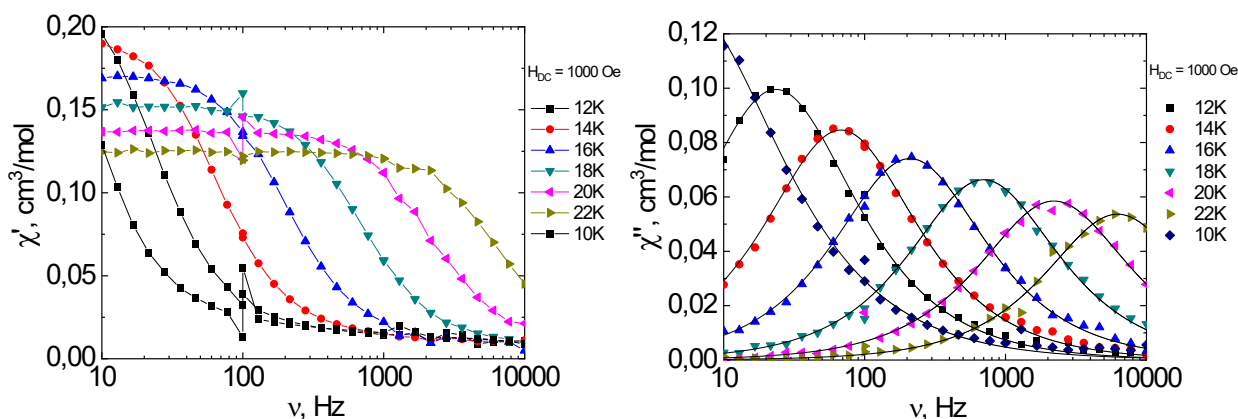 0,20
0,15
0,10
0,05
0,00
χ', cm³/mol
10 100 1000 10000
ν, Hz
H_DC = 1000 Oe
12K
14K
16K
18K
20K
22K
10K
0,12
0,10
0,08
0,06
0,04
0,02
0,00
χ'', cm³/mol
10 100 1000 10000
ν, Hz
H_DC = 1000 Oe
12K
14K
16K
18K
20K
22K
10K